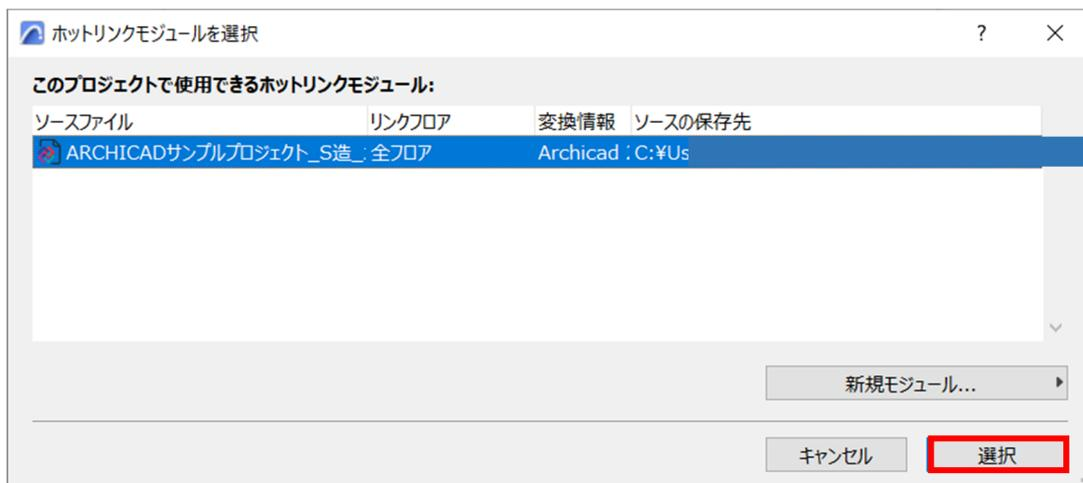 ホットリンクモジュールを選択 ?
このプロジェクトで使用できるホットリンクモジュール:
ソースファイル リンクフロア 変換情報 ソースの保存先
ARCHICADサンプルプロジェクト_S造_ 全フロア Archicad C:¥Us
新規モジュール...
キャンセル 選択